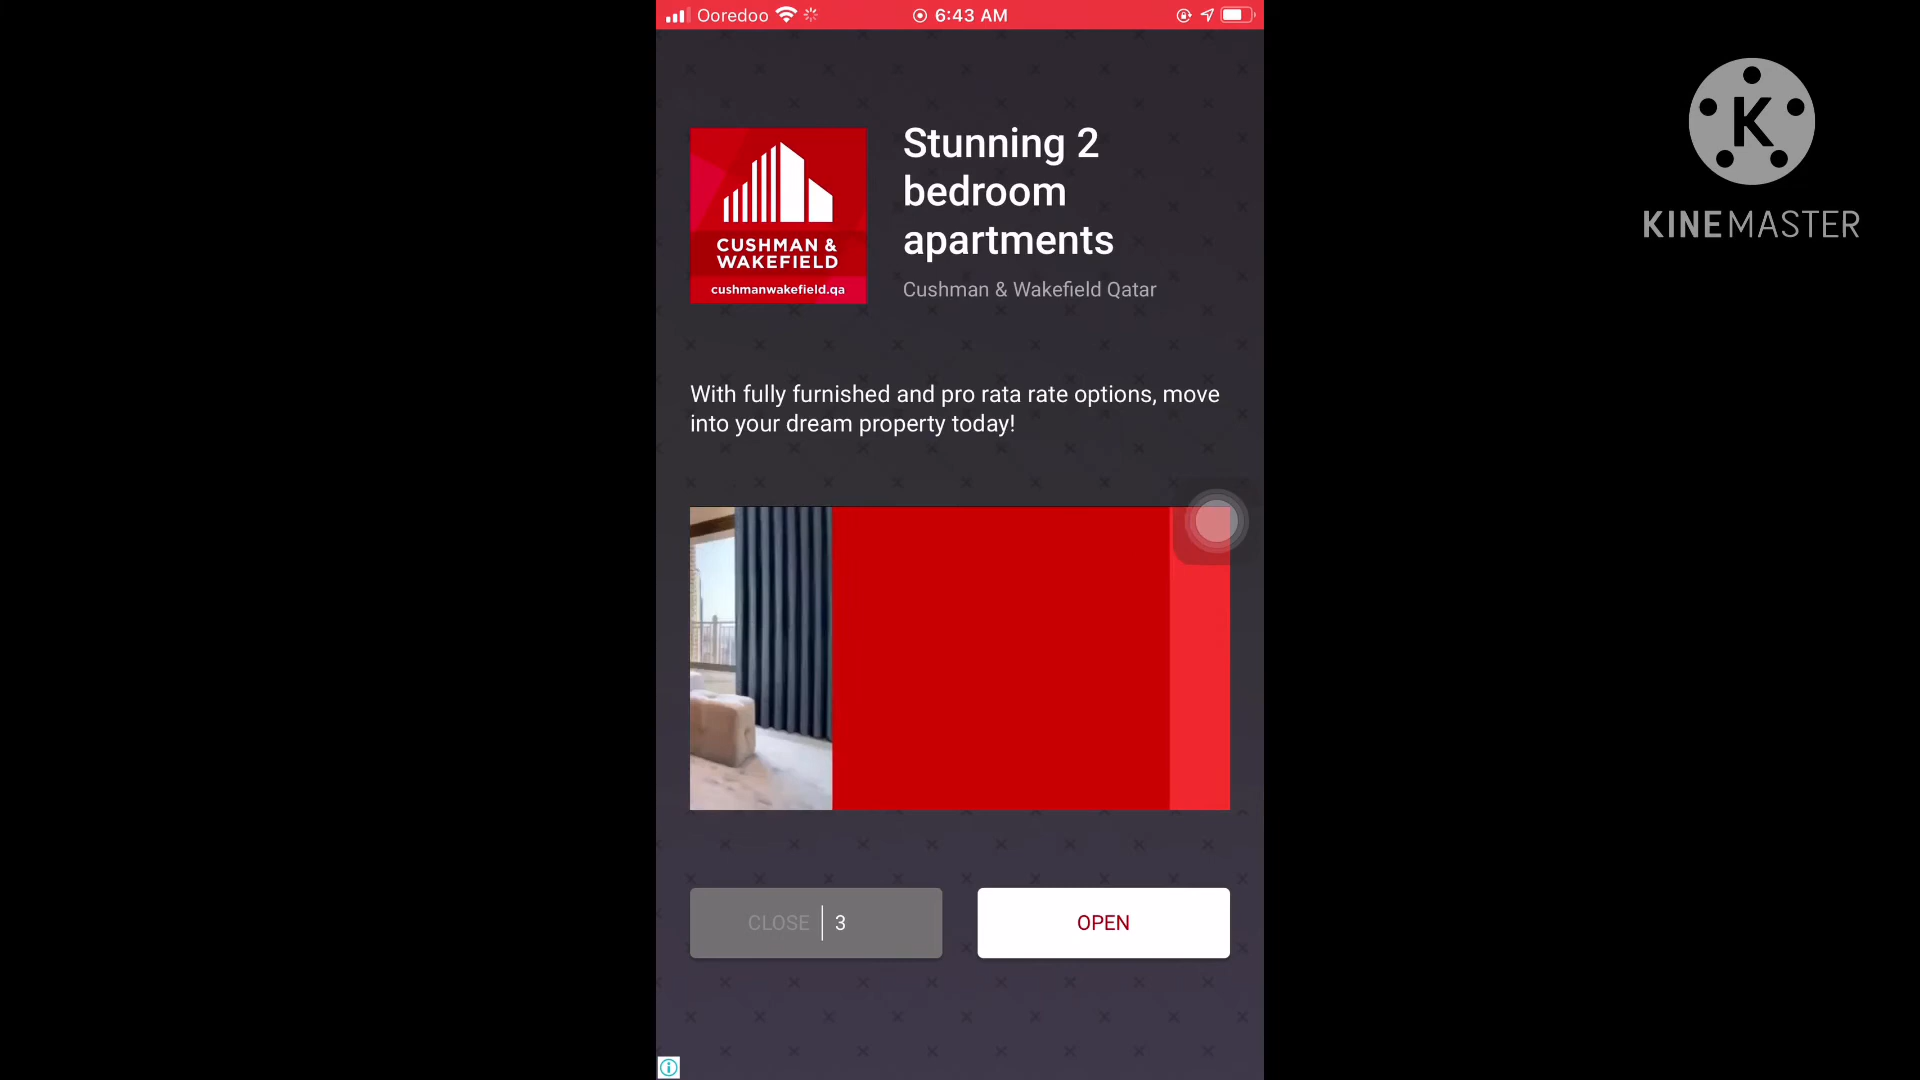 Ooredoo 6:43 AM
K
KINEMASTER
CUSHMAN &
WAKEFIELD
cushmanwakefield.qa
Stunning 2
bedroom
apartments
Cushman & Wakefield Qatar
With fully furnished and pro rata rate options, move
into your dream property today!
CLOSE 3
OPEN